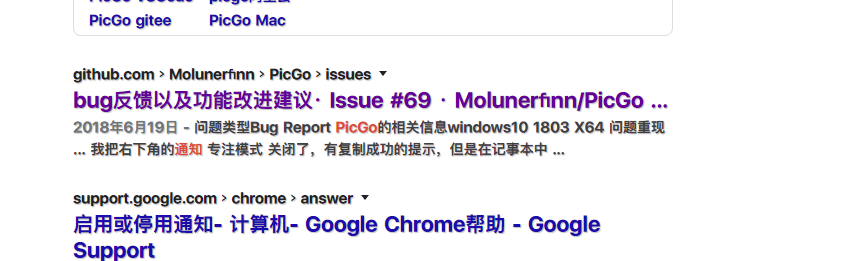 PicGo gitee PicGo Mac
github.com › Molunerfinn › PicGo › issues
bug反馈以及功能改进建议· Issue #69 · Molunerfinn/PicGo ...
2018年6月19日 - 问题类型Bug Report PicGo的相关信息windows10 1803 X64 问题重现
... 我把右下角的通知 专注模式 关闭了，有复制成功的提示，但是在记事本中 ...
support.google.com › chrome › answer
启用或停用通知- 计算机- Google Chrome帮助 - Google
Support